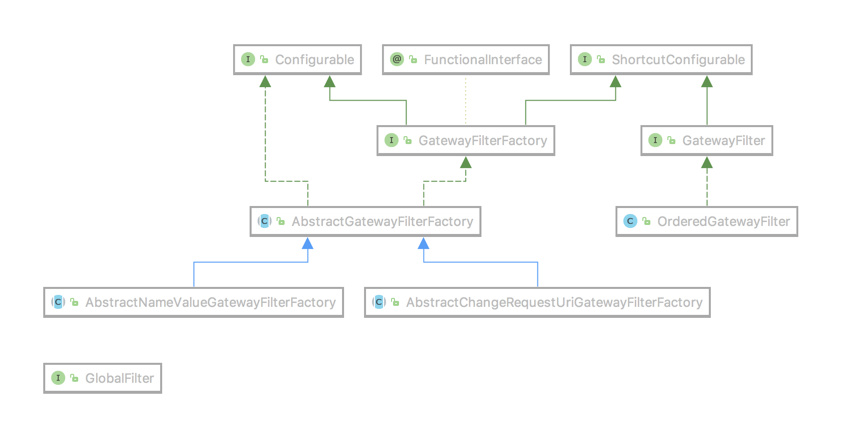 I Configurable
@ FunctionalInterface
I ShortcutConfigurable
I GatewayFilterFactory
I GatewayFilter
C AbstractGatewayFilterFactory
C OrderedGatewayFilter
C AbstractNameValueGatewayFilterFactory
C AbstractChangeRequestUriGatewayFilterFactory
I GlobalFilter